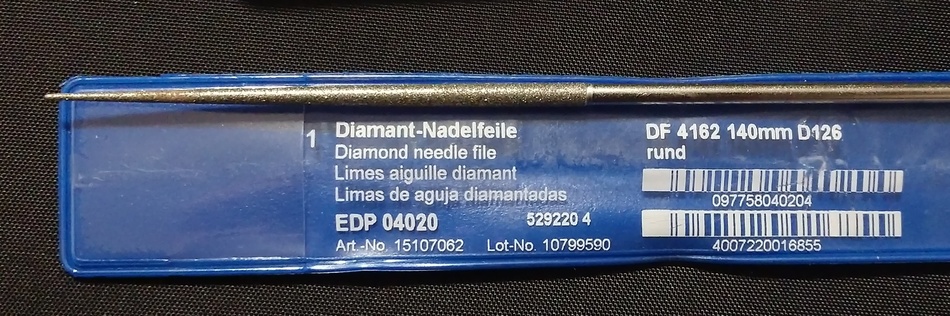 1
Diamant-Nadelfeile
Diamond needle file
Limes aiguille diamant
Limas de aguja diamantadas
EDP 04020 529220 4
Art.-No. 15107062 Lot-No. 10799590
DF 4162 140mm D126
rund
097758040204
4007220016855